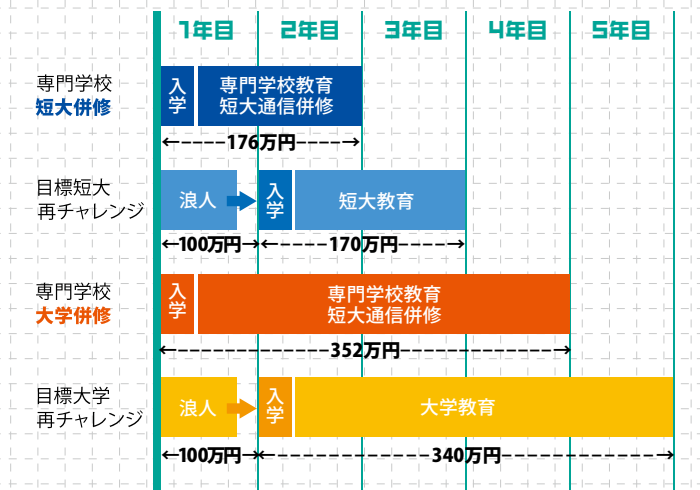 1年目 2年目 3年目 4年目 5年目
専門学校
短大併修
入学
専門学校教育
短大通信併修
176万円
目標短大
再チャレンジ
浪人
入学
短大教育
100万円
170万円
専門学校
大学併修
入学
専門学校教育
短大通信併修
352万円
目標大学
再チャレンジ
浪人
入学
大学教育
100万円
340万円